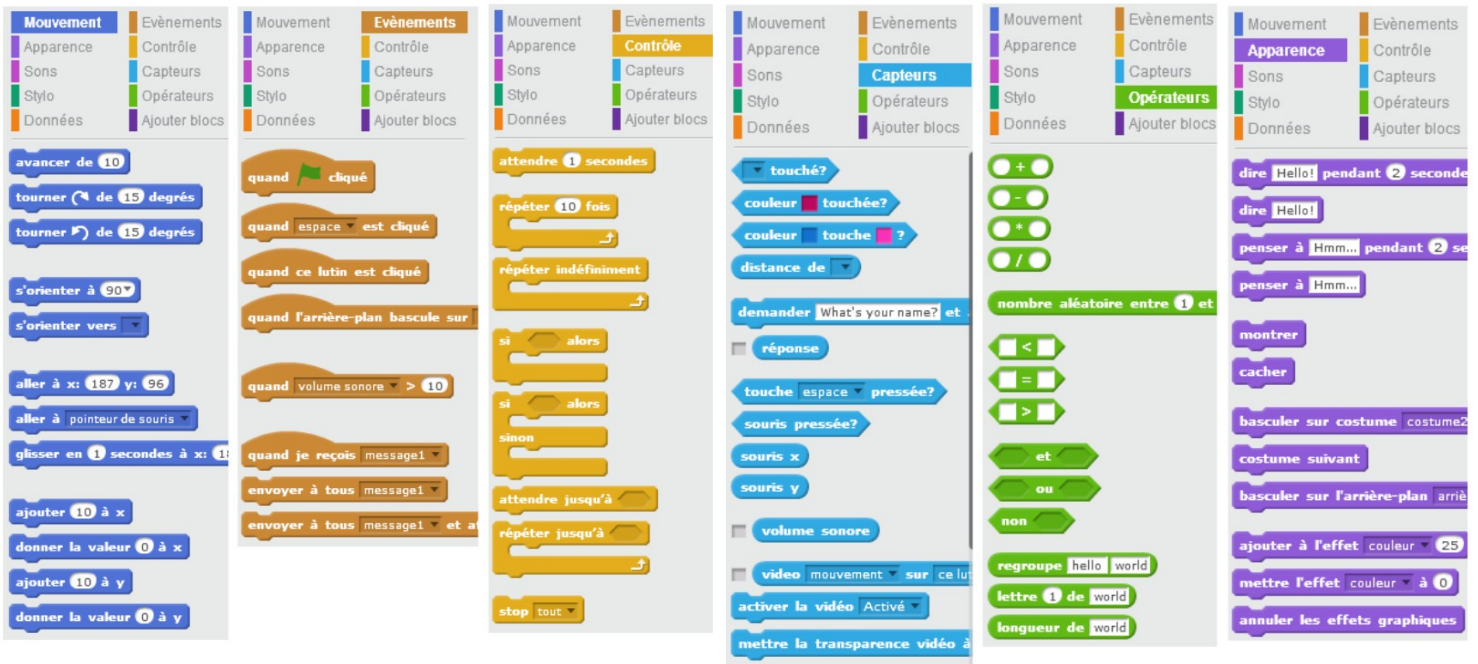 Mouvement Evènements
Apparence Contrôle
Sons Capteurs
Stylo Opérateurs
Données Ajouter blocs
avancer de 10
tourner de 15 degrés
tourner de 15 degrés
s'orienter à 90
s'orienter vers
aller à x: 187 y: 96
aller à pointeur de souris
glisser en 1 secondes à x:
ajouter 10 à x
donner la valeur 0 à x
ajouter 10 à y
donner la valeur 0 à y
Mouvement Evènements
Apparence Contrôle
Sons Capteurs
Stylo Opérateurs
Données Ajouter blocs
quand cliqué
quand espace est cliqué
quand ce lutin est cliqué
quand l'arrière-plan bascule sur
quand volume sonore > 10
quand je reçois message1
envoyer à tous message1
envoyer à tous message1 et
Mouvement Evènements
Apparence Contrôle
Sons Capteurs
Stylo Opérateurs
Données Ajouter blocs
attendre 1 secondes
répéter 10 fois
répéter indéfiniment
si alors
si alors
sinon
attendre jusqu'à
répéter jusqu'à
stop tout
Mouvement Evènements
Apparence Contrôle
Sons Capteurs
Stylo Opérateurs
Données Ajouter blocs
touché?
couleur touchée?
couleur touche ?
distance de
demander What's your name? et
réponse
touche espace pressée?
souris pressée?
souris x
souris y
volume sonore
video mouvement sur ce
activer la vidéo Activé
mettre la transparence vidéo à
Mouvement Evènements
Apparence Contrôle
Sons Capteurs
Stylo Opérateurs
Données Ajouter blocs
+
-
*
/
nombre aléatoire entre 1 et
<
=
>
et
ou
non
regroupe hello world
lettre 1 de world
longueur de world
Mouvement Evènements
Apparence Contrôle
Sons Capteurs
Stylo Opérateurs
Données Ajouter blocs
dire Hello! pendant 2 seconde
dire Hello!
penser à Hmm... pendant 2 se
penser à Hmm...
montrer
cacher
basculer sur costume costume2
costume suivant
basculer sur l'arrière-plan
ajouter à l'effet couleur 25
mettre l'effet couleur à 0
annuler les effets graphiques